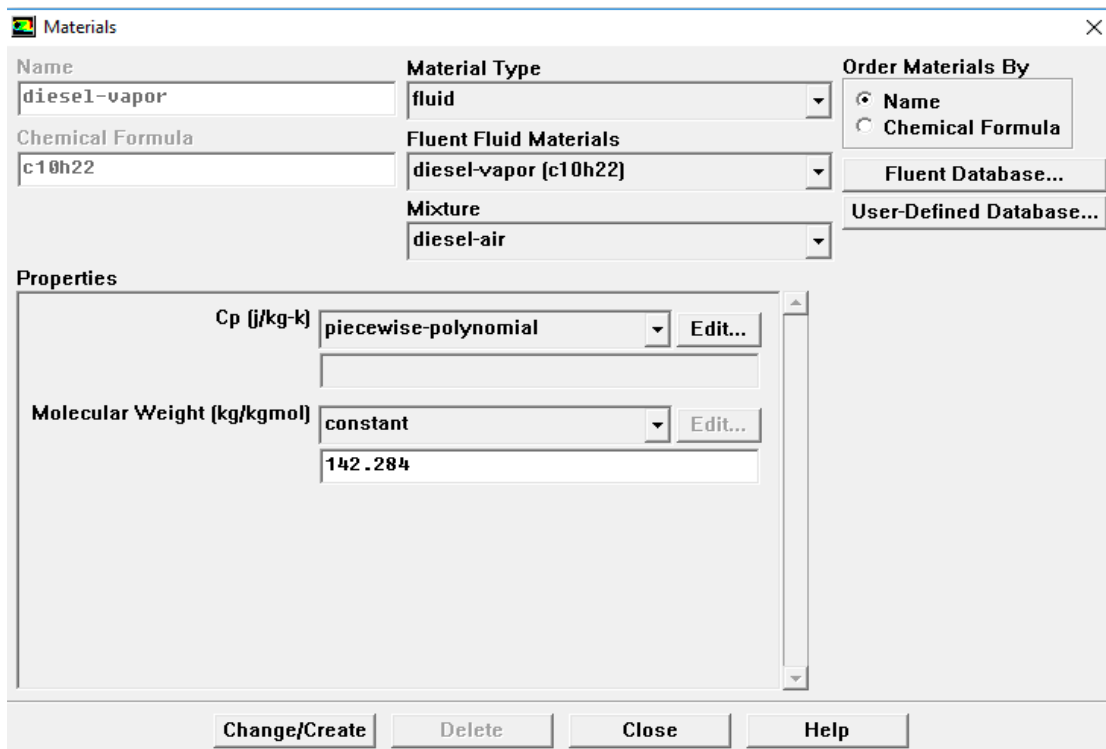 Materials
Name
diesel-vapor
Chemical Formula
c10h22
Material Type
fluid
Fluent Fluid Materials
diesel-vapor (c10h22)
Mixture
diesel-air
Order Materials By
Name
Chemical Formula
Fluent Database...
User-Defined Database...
Properties
Cp (j/kg-k) piecewise-polynomial Edit...
Molecular Weight (kg/kgmol) constant Edit...
142.284
Change/Create Delete Close Help